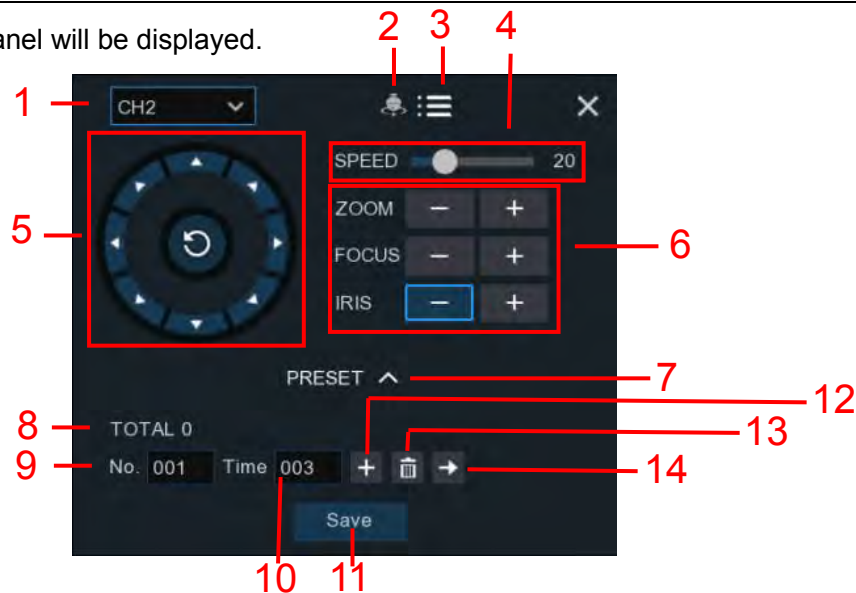 2 3 4
anel will be displayed.
1 CH2
SPEED 20
ZOOM − +
5 FOCUS − + 6
IRIS − +
PRESET 7
12
8 TOTAL 0 13
9 No. 001 Time 003 + 14
Save
10 11